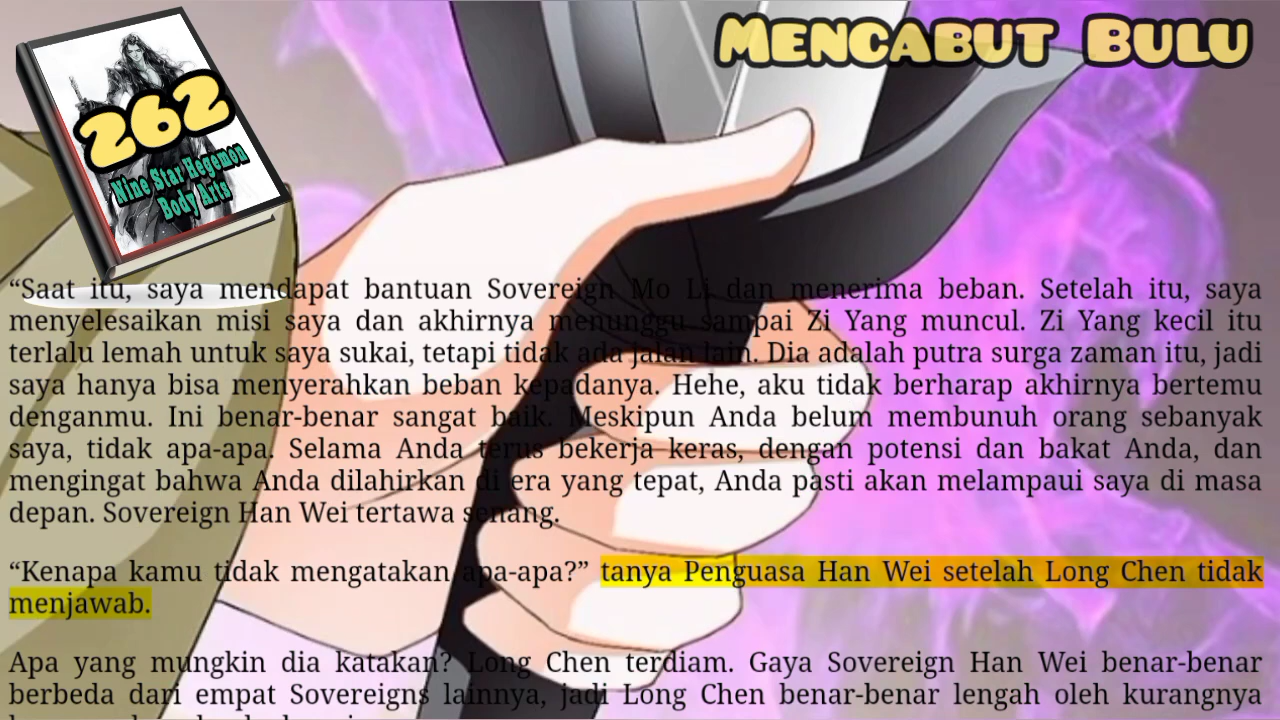 Mencabut Bulu
262
Nine Star Hegemon
Body Arts
“Saat itu, saya mendapat bantuan Sovereign Mo Li dan menerima beban. Setelah itu, saya
menyelesaikan misi saya dan akhirnya menunggu sampai Zi Yang muncul. Zi Yang kecil itu
terlalu lemah untuk saya sukai, tetapi tidak ada jalan lain. Dia adalah putra surga zaman itu, jadi
saya hanya bisa menyerahkan beban kepadanya. Hehe, aku tidak berharap akhirnya bertemu
denganmu. Ini benar-benar sangat baik. Meskipun Anda belum membunuh orang sebanyak
saya, tidak apa-apa. Selama Anda terus bekerja keras, dengan potensi dan bakat Anda, dan
mengingat bahwa Anda dilahirkan di era yang tepat, Anda pasti akan melampaui saya di masa
depan. Sovereign Han Wei tertawa senang.
“Kenapa kamu tidak mengatakan apa-apa?” tanya Penguasa Han Wei setelah Long Chen tidak
menjawab.
Apa yang mungkin dia katakan? Long Chen terdiam. Gaya Sovereign Han Wei benar-benar
berbeda dari empat Sovereigns lainnya, jadi Long Chen benar-benar lengah oleh kurangnya